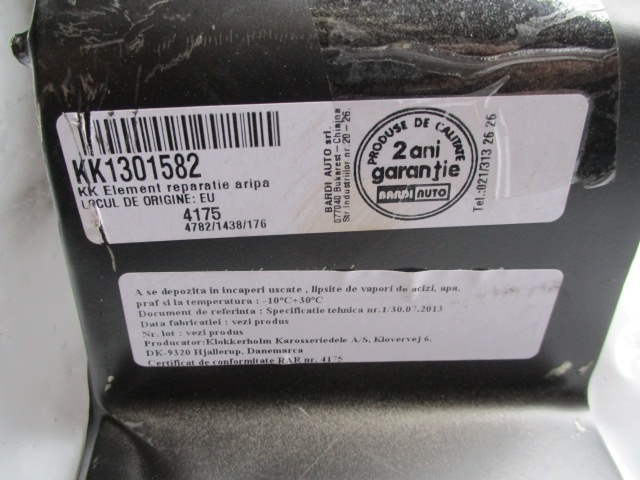 KK1301582
KK Element reparatie aripa
LOCUL DE ORIGINE: EU
4175
4782/1438/176
BARDI AUTO srl.
077040 Bukarest - Chiajna
Str Industriilor nr. 20 - 26.
PRODUSE DE CALITATE
2 ani
garanție
BARDI AUTO
Tel.:021/313 26 26
A se depozita in incaperi uscate , lipsite de vapori de acizi, apa,
praf si la temperatura : -10°C+30°C
Document de referinta : Specificatie tehnica nr.1/30.07.2013
Data fabricatiei : vezi produs
Nr. lot : vezi produs
Producator:Klokkerholm Karosseriedele A/S, Klovervej 6,
DK-9320 Hjallerup, Danemarca
Certificat de conformitate RAR nr. 4175